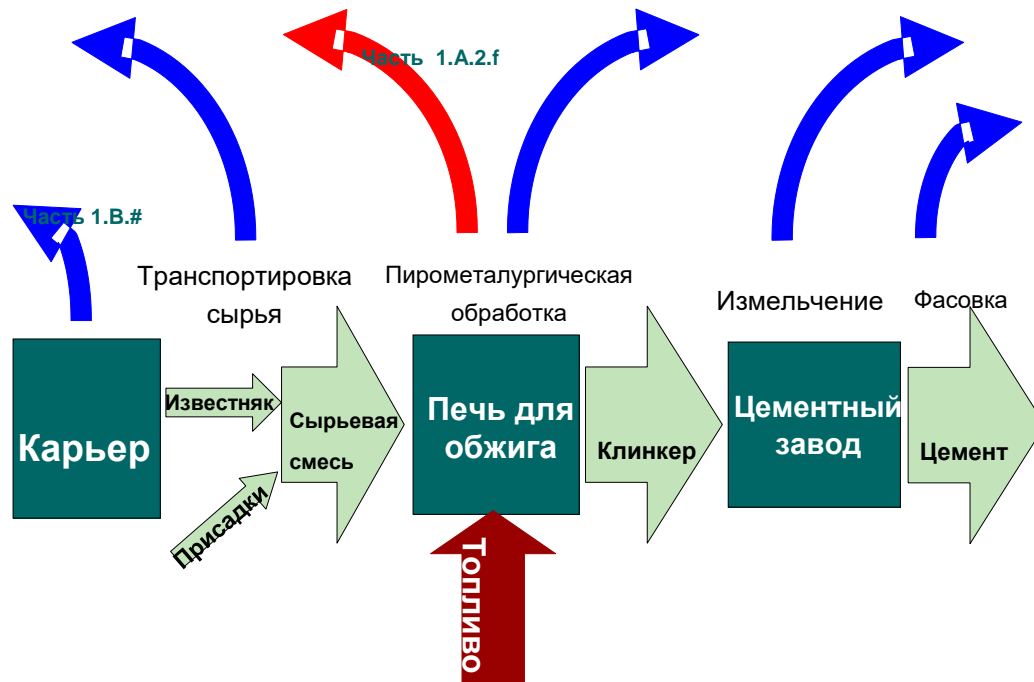 Часть 1.A.2.f
Часть 1.B.#
Транспортировка
сырья
Пирометалургическая
обработка
Измельчение
Фасовка
Карьер
Известняк
Присадки
Сырьевая
смесь
Печь для
обжига
Клинкер
Цементный
завод
Цемент
Топливо